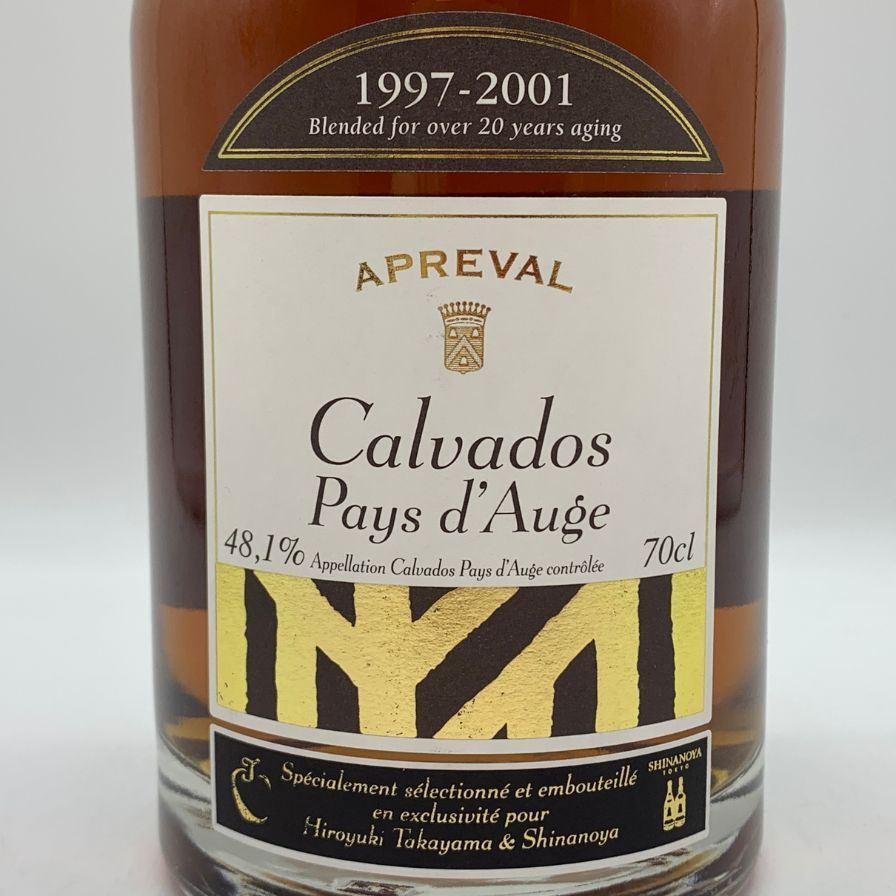 1997-2001
Blended for over 20 years aging
APREVAL
Calvados
Pays d'Auge
48,1% Appellation Calvados Pays d'Auge contrôlée 70cl
SHINANOYA
TOKYO
Spécialement sélectionné et embouteillé
en exclusivité pour
Hiroyuki Takayama & Shinanoya